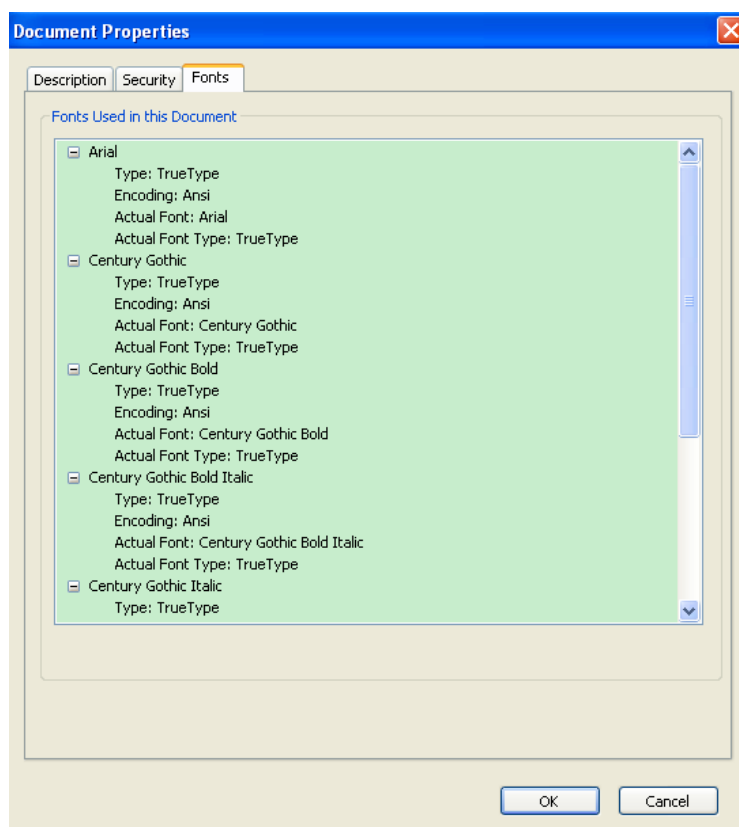 Document Properties
Description Security Fonts
Fonts Used in this Document
Arial
Type: TrueType
Encoding: Ansi
Actual Font: Arial
Actual Font Type: TrueType
Century Gothic
Type: TrueType
Encoding: Ansi
Actual Font: Century Gothic
Actual Font Type: TrueType
Century Gothic Bold
Type: TrueType
Encoding: Ansi
Actual Font: Century Gothic Bold
Actual Font Type: TrueType
Century Gothic Bold Italic
Type: TrueType
Encoding: Ansi
Actual Font: Century Gothic Bold Italic
Actual Font Type: TrueType
Century Gothic Italic
Type: TrueType
OK Cancel